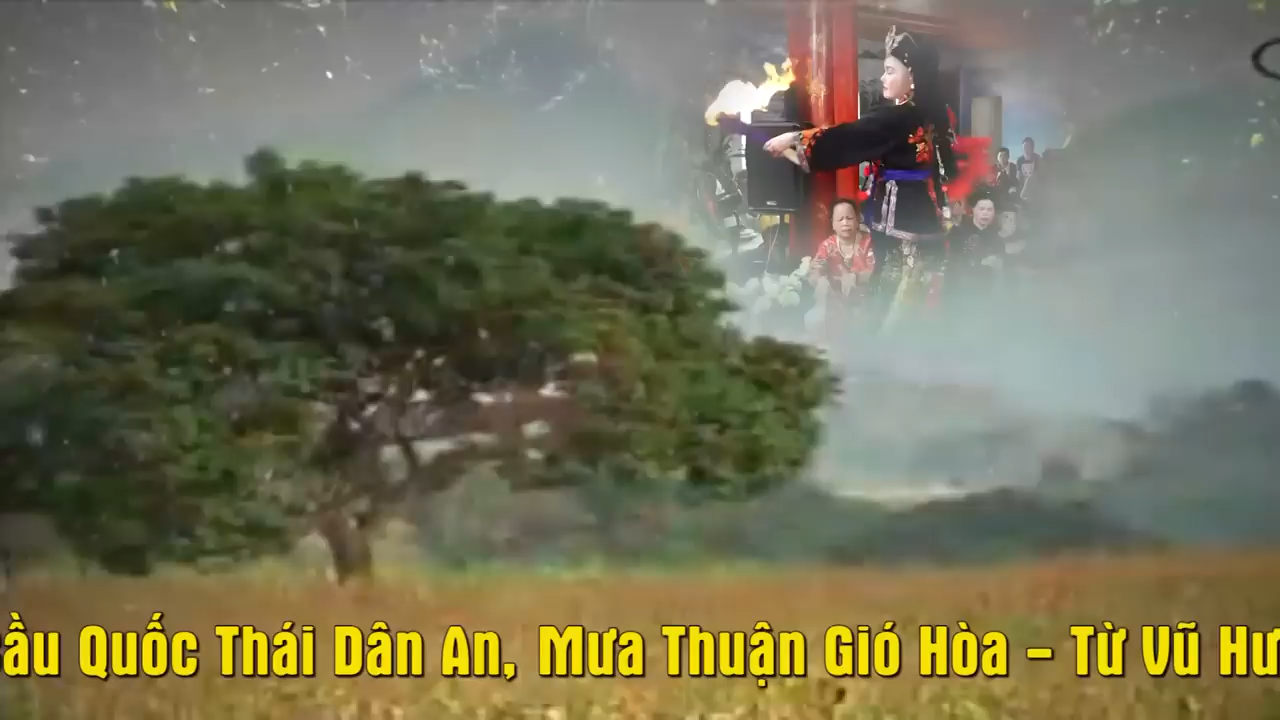 ầu Quốc Thái Dân An, Mưa Thuận Gió Hòa - Từ Vũ Hư